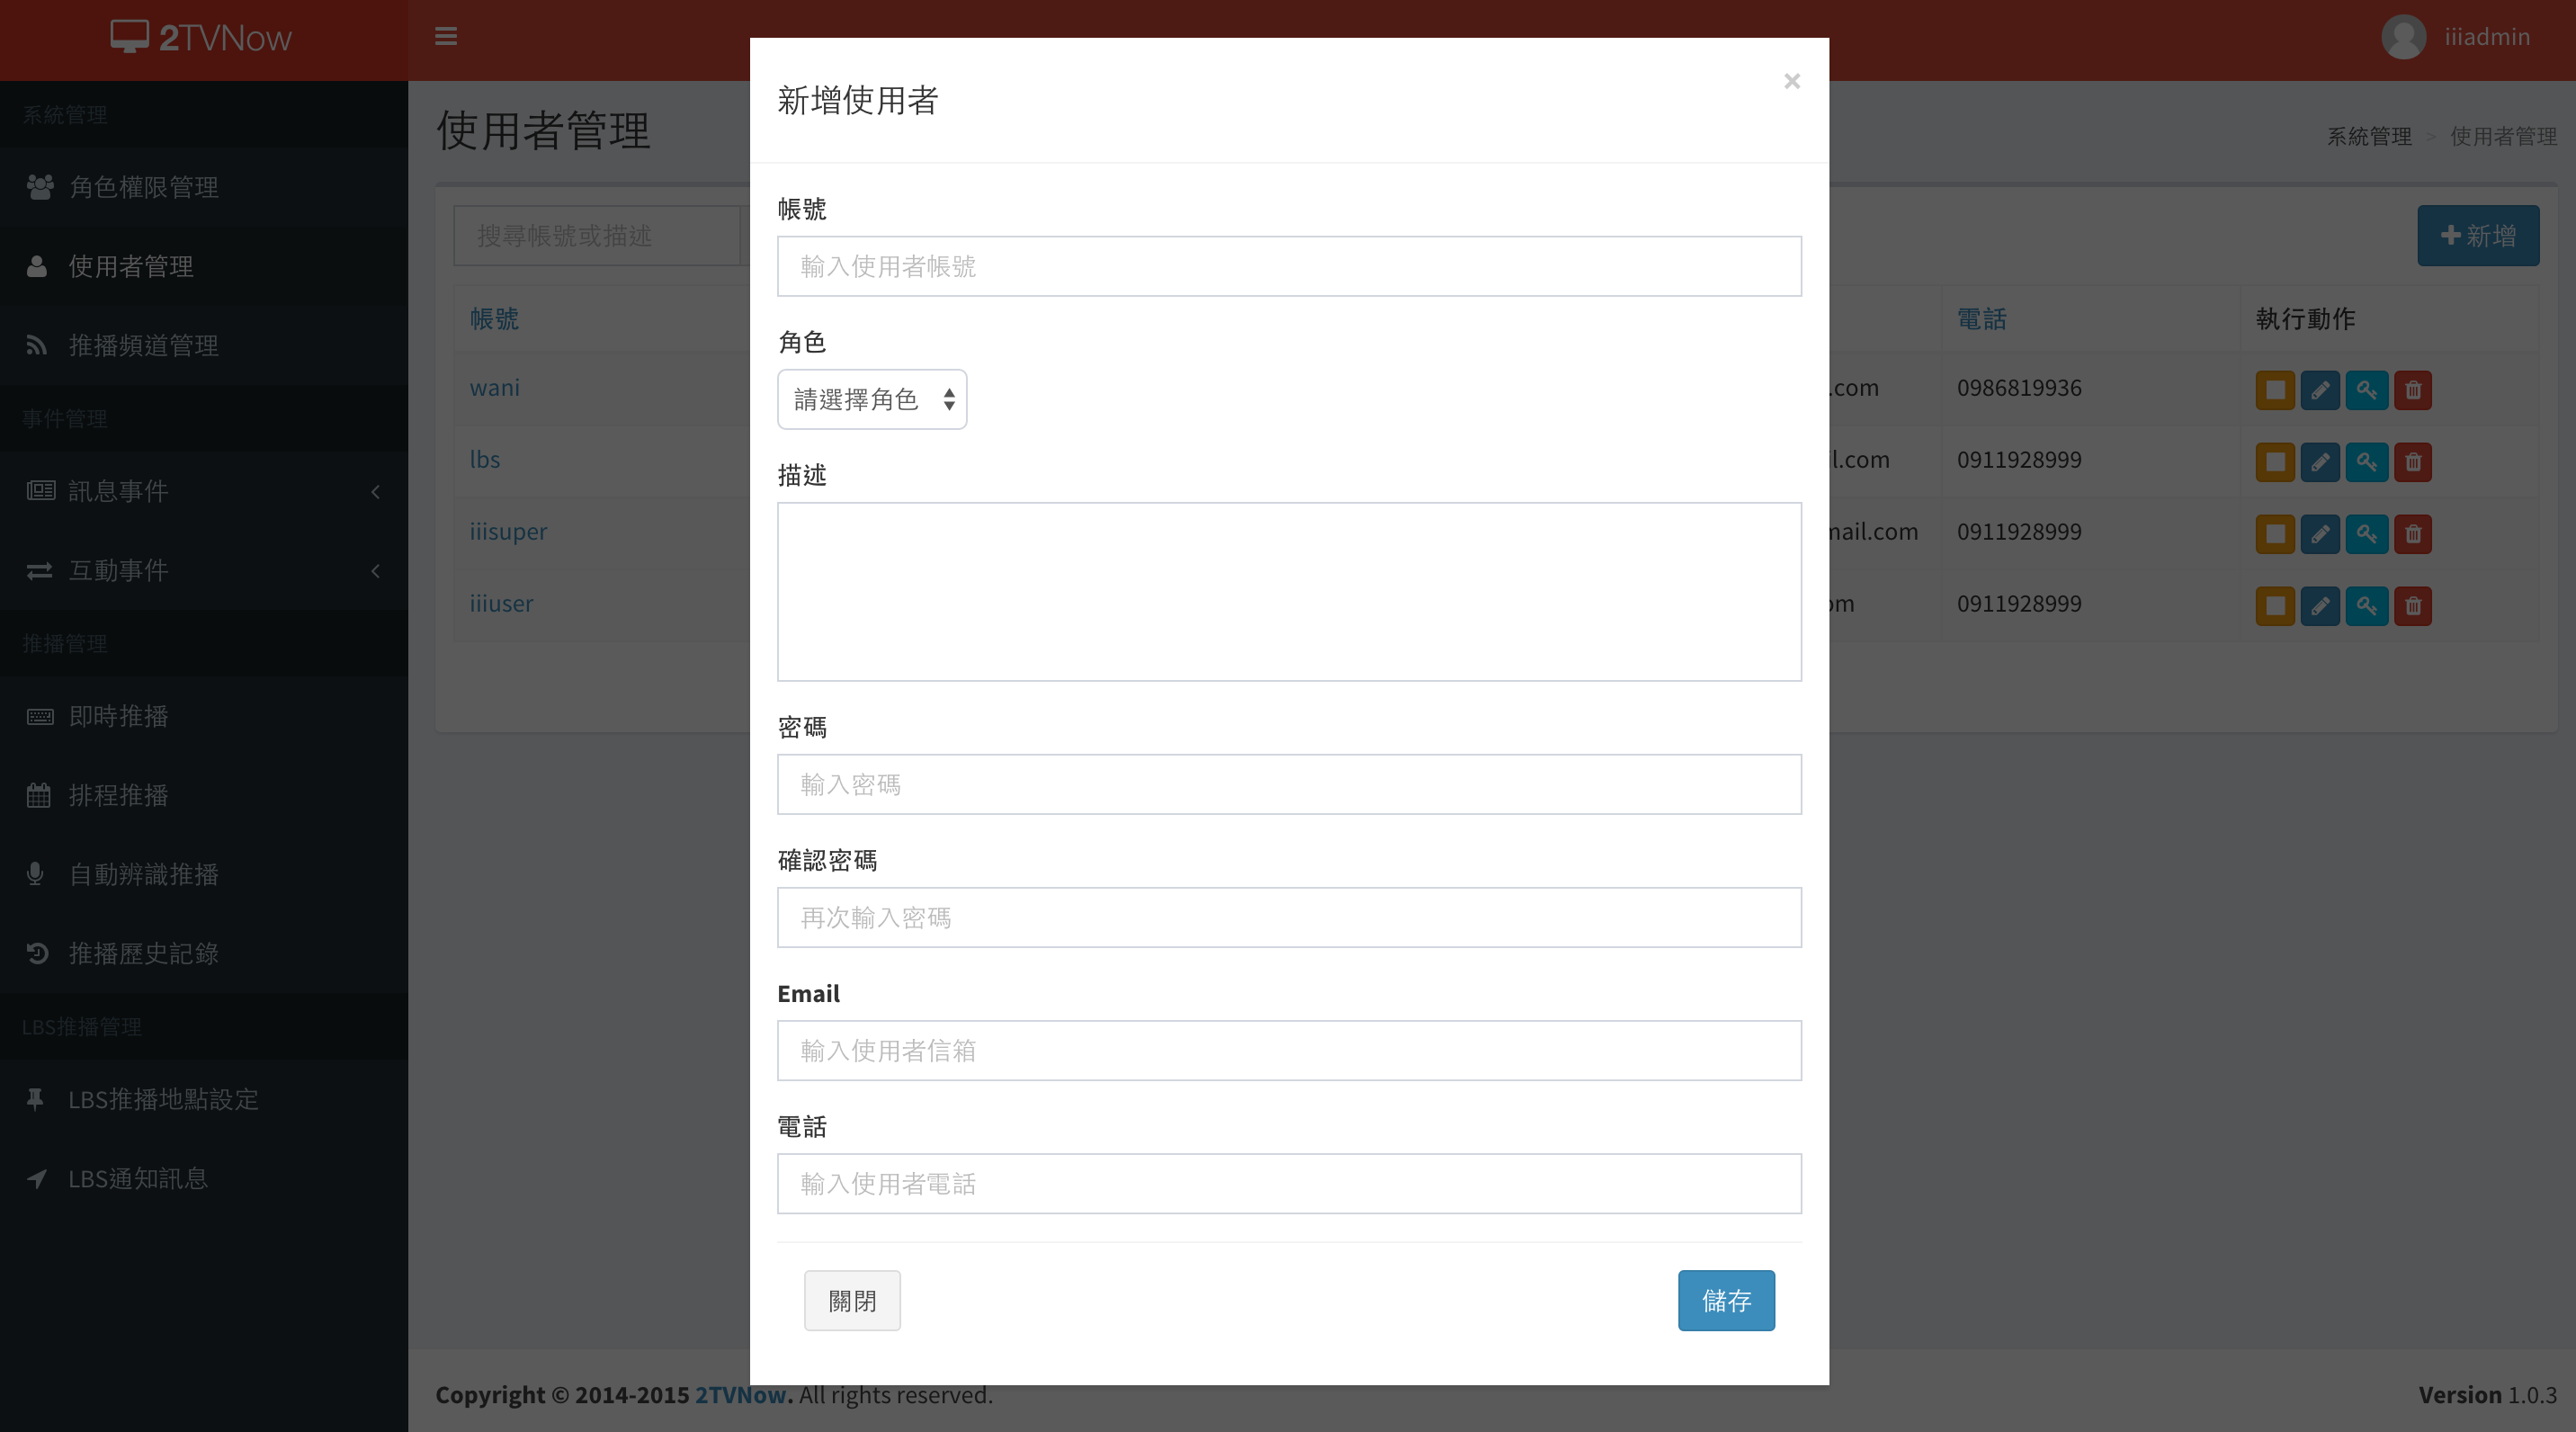 2TVNow
iiiadmin
系統管理
角色權限管理
使用者管理
推播頻道管理
事件管理
訊息事件
互動事件
推播管理
即時推播
排程推播
自動辨識推播
推播歷史記錄
LBS推播管理
LBS推播地點設定
LBS通知訊息
使用者管理
系統管理 > 使用者管理
搜尋帳號或描述
新增
帳號 電話 執行動作
wani .com 0986819936
lbs il.com 0911928999
iiisuper mail.com 0911928999
iiiuser om 0911928999
新增使用者
×
帳號
輸入使用者帳號
角色
請選擇角色
描述
密碼
輸入密碼
確認密碼
再次輸入密碼
Email
輸入使用者信箱
電話
輸入使用者電話
關閉
儲存
Copyright © 2014-2015 2TVNow. All rights reserved.
Version 1.0.3